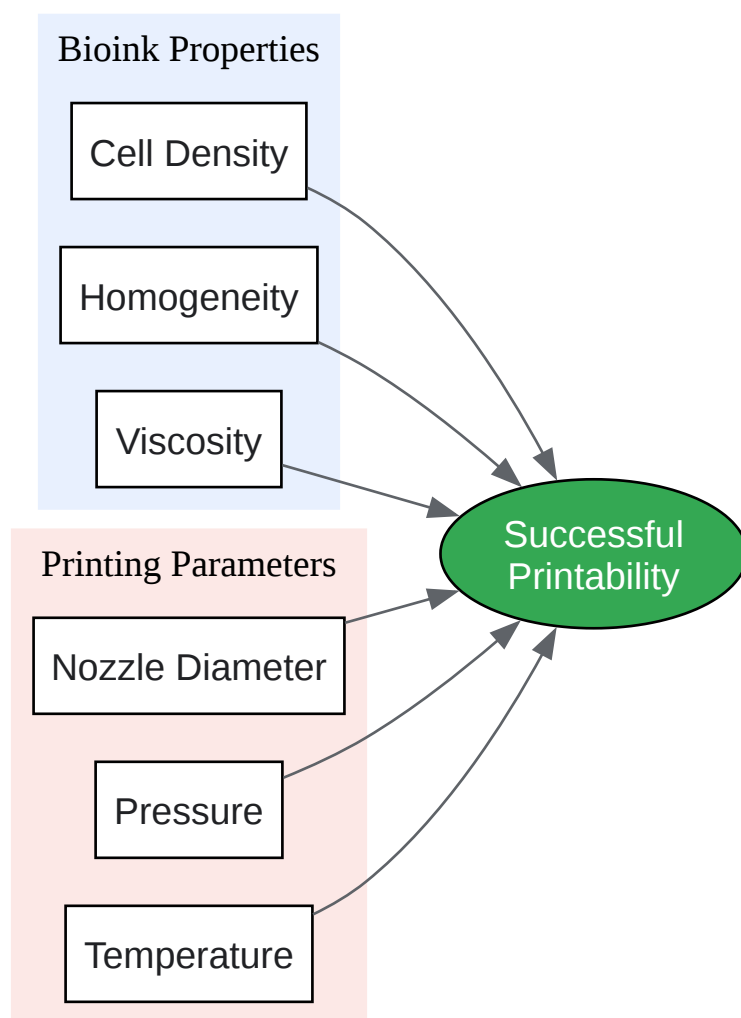 Bioink Properties
Cell Density
Homogeneity
Viscosity
Successful
Printability
Printing Parameters
Nozzle Diameter
Pressure
Temperature